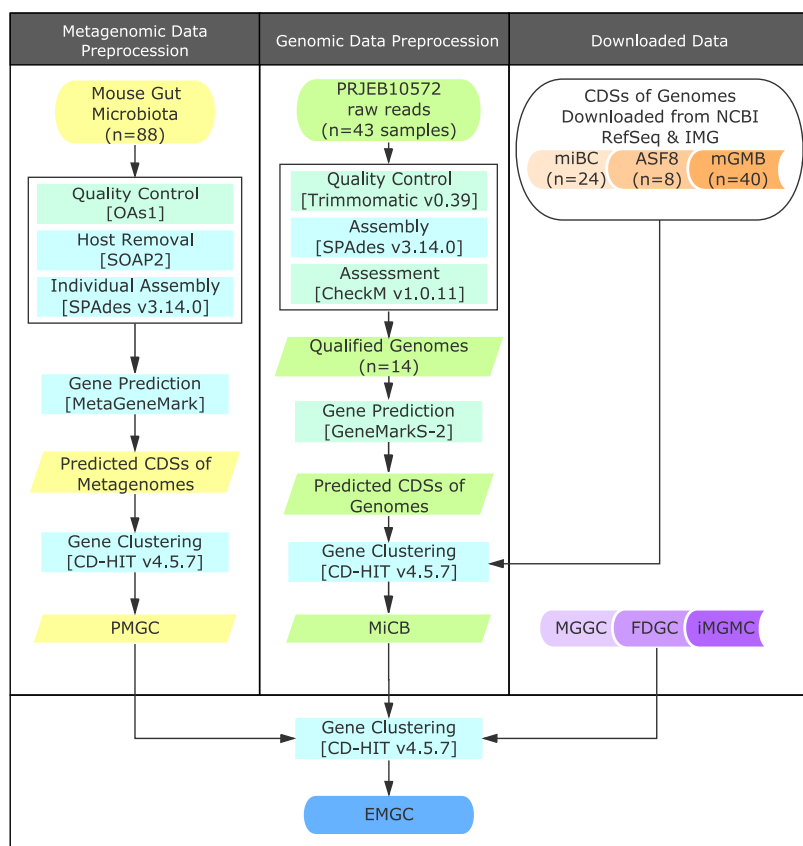 Metagenomic Data
Preprocession
Genomic Data Preprocession
Downloaded Data
Mouse Gut
Microbiota
(n=88)
Quality Control
[OAs1]
Host Removal
[SOAP2]
Individual Assembly
[SPAdes v3.14.0]
Gene Prediction
[MetaGeneMark]
Predicted CDSs of
Metagenomes
Gene Clustering
[CD-HIT v4.5.7]
PMGC
PRJEB10572
raw reads
(n=43 samples)
Quality Control
[Trimmomatic v0.39]
Assembly
[SPAdes v3.14.0]
Assessment
[CheckM v1.0.11]
Qualified Genomes
(n=14)
Gene Prediction
[GeneMarkS-2]
Predicted CDSs of
Genomes
Gene Clustering
[CD-HIT v4.5.7]
MiCB
CDSs of Genomes
Downloaded from NCBI
RefSeq & IMG
miBC ASF8 mGMB
(n=24) (n=8) (n=40)
MGGC FDGC iMGMC
Gene Clustering
[CD-HIT v4.5.7]
EMGC